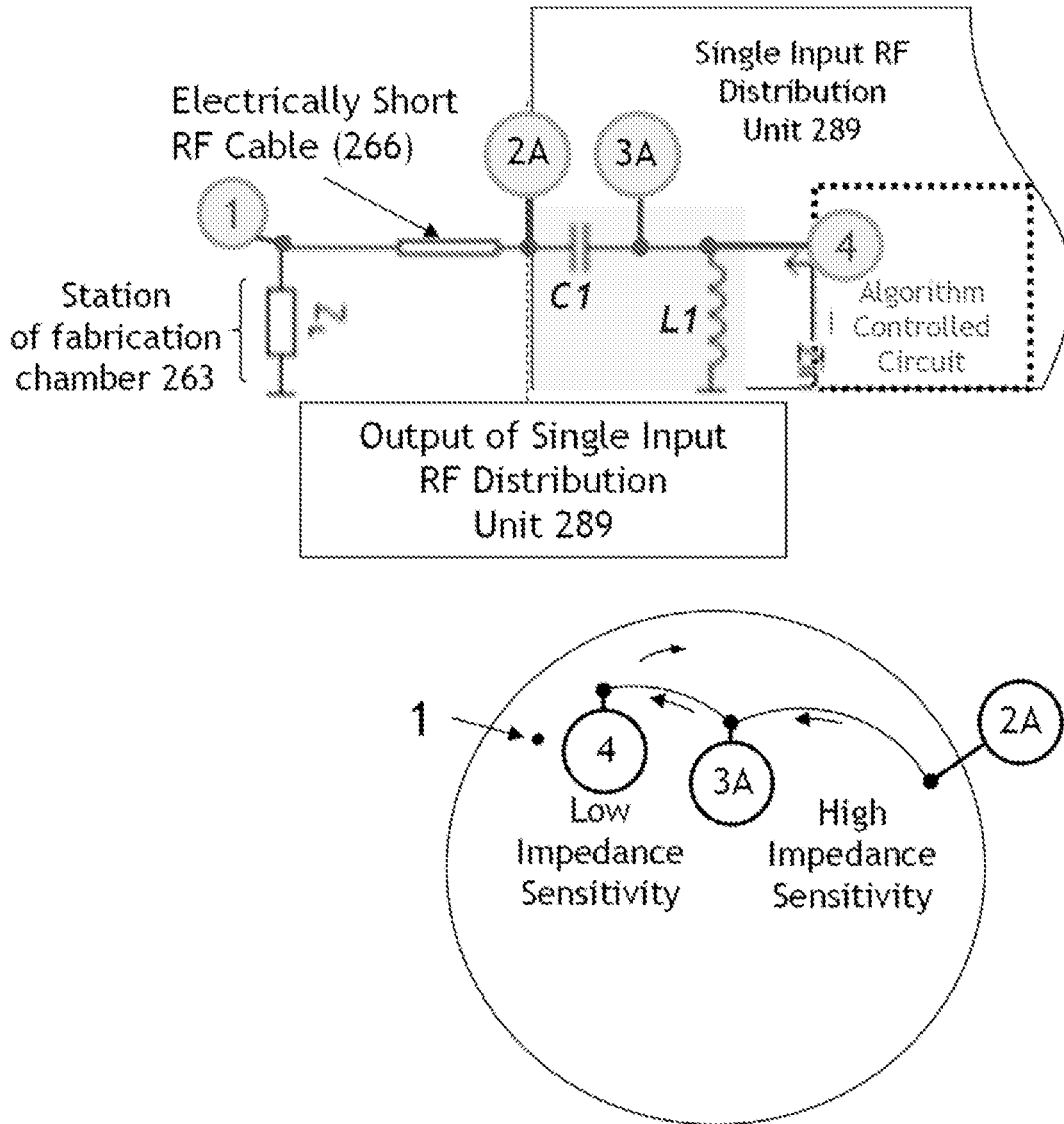 Single Input RF
Distribution
Unit 289
Electrically Short
RF Cable (266)
2A
3A
1
4
Station
of fabrication
chamber 263
Z1
C1
L1
Algorithm
Controlled
Circuit
Output of Single Input
RF Distribution
Unit 289
1
4
3A
2A
Low
Impedance
Sensitivity
High
Impedance
Sensitivity